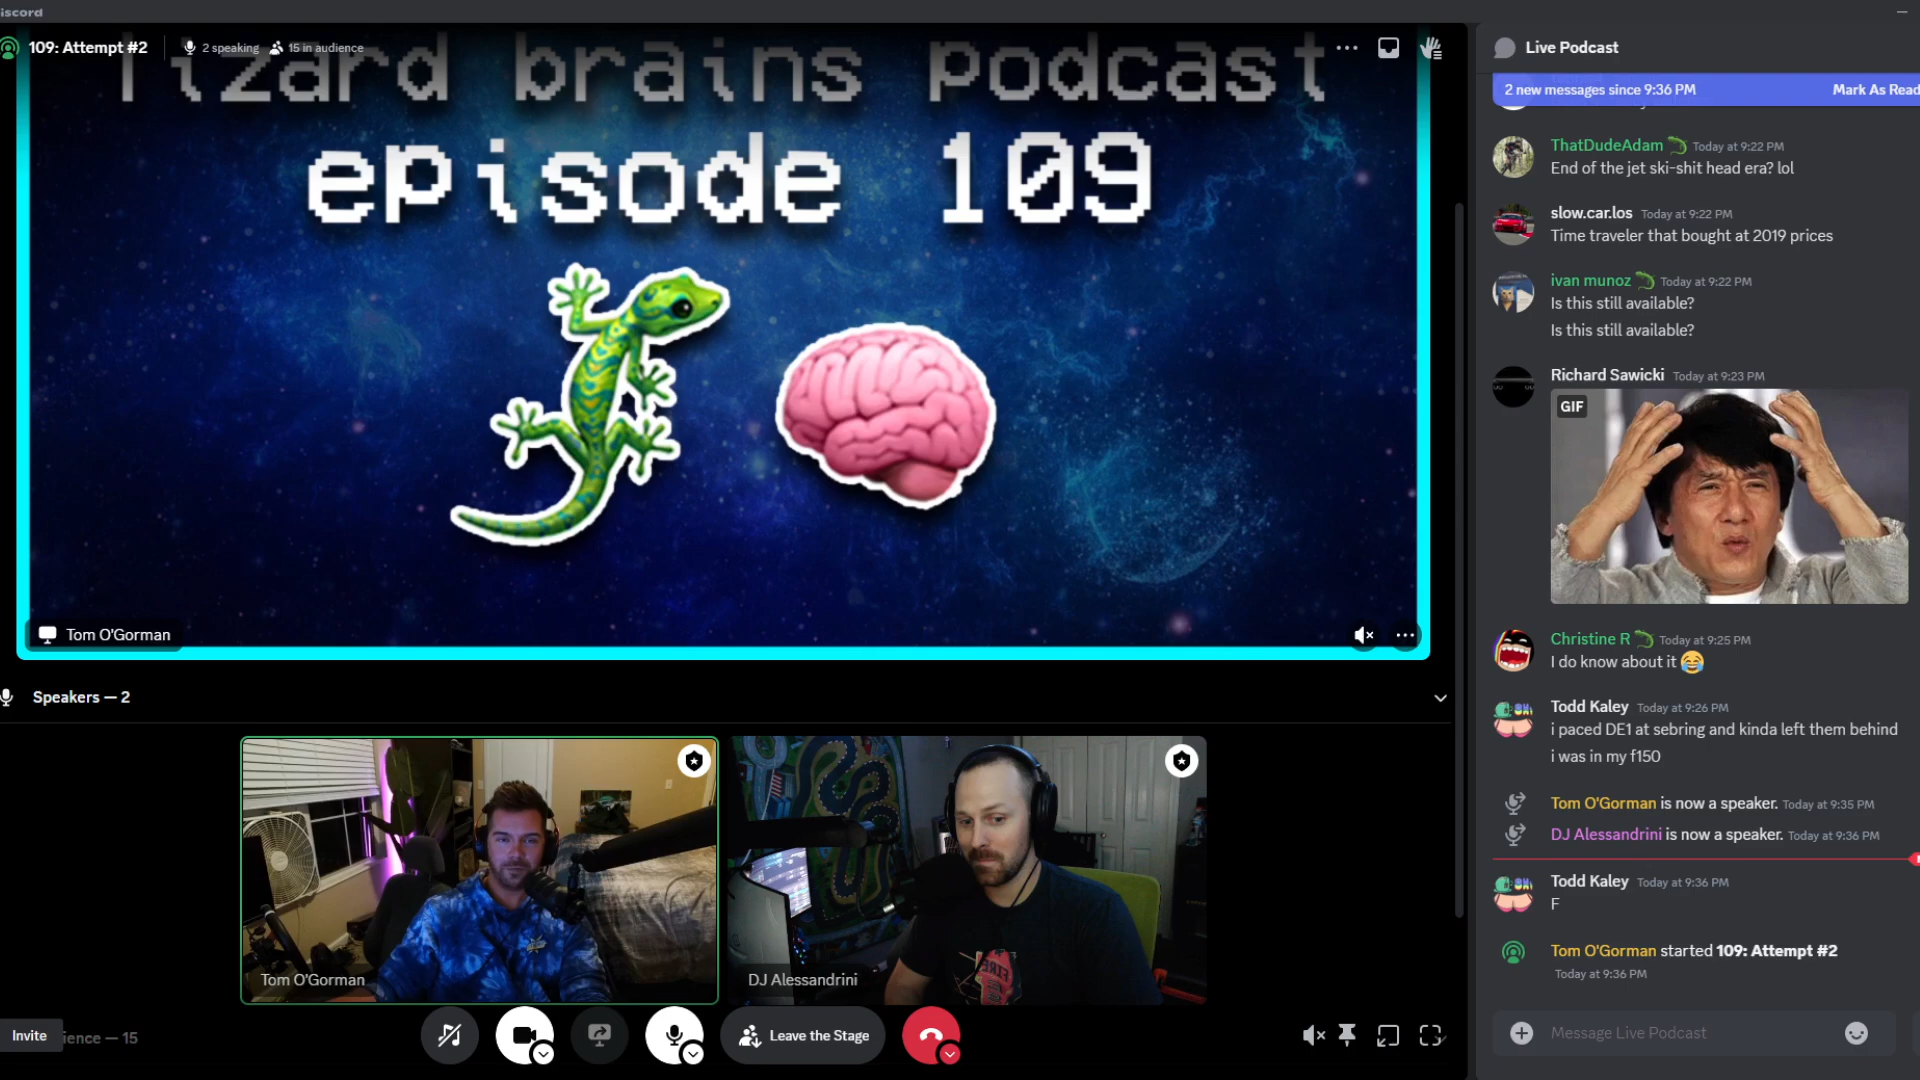 iscord
109: Attempt #2
2 speaking
15 in audience
lizard brains podcast
episode 109
Tom O'Gorman
Speakers — 2
Tom O'Gorman
DJ Alessandrini
FIRE
Invite
ience — 15
Leave the Stage
Live Podcast
2 new messages since 9:36 PM
Mark As Read
ThatDudeAdam Today at 9:22 PM
End of the jet ski-shit head era? lol
slow.car.los Today at 9:22 PM
Time traveler that bought at 2019 prices
ivan munoz Today at 9:22 PM
Is this still available?
Is this still available?
Richard Sawicki Today at 9:23 PM
GIF
Christine R Today at 9:25 PM
I do know about it 😂
Todd Kaley Today at 9:26 PM
i paced DE1 at sebring and kinda left them behind
i was in my f150
Tom O'Gorman is now a speaker. Today at 9:35 PM
DJ Alessandrini is now a speaker. Today at 9:36 PM
Todd Kaley Today at 9:36 PM
F
Tom O'Gorman started 109: Attempt #2
Today at 9:36 PM
Message Live Podcast